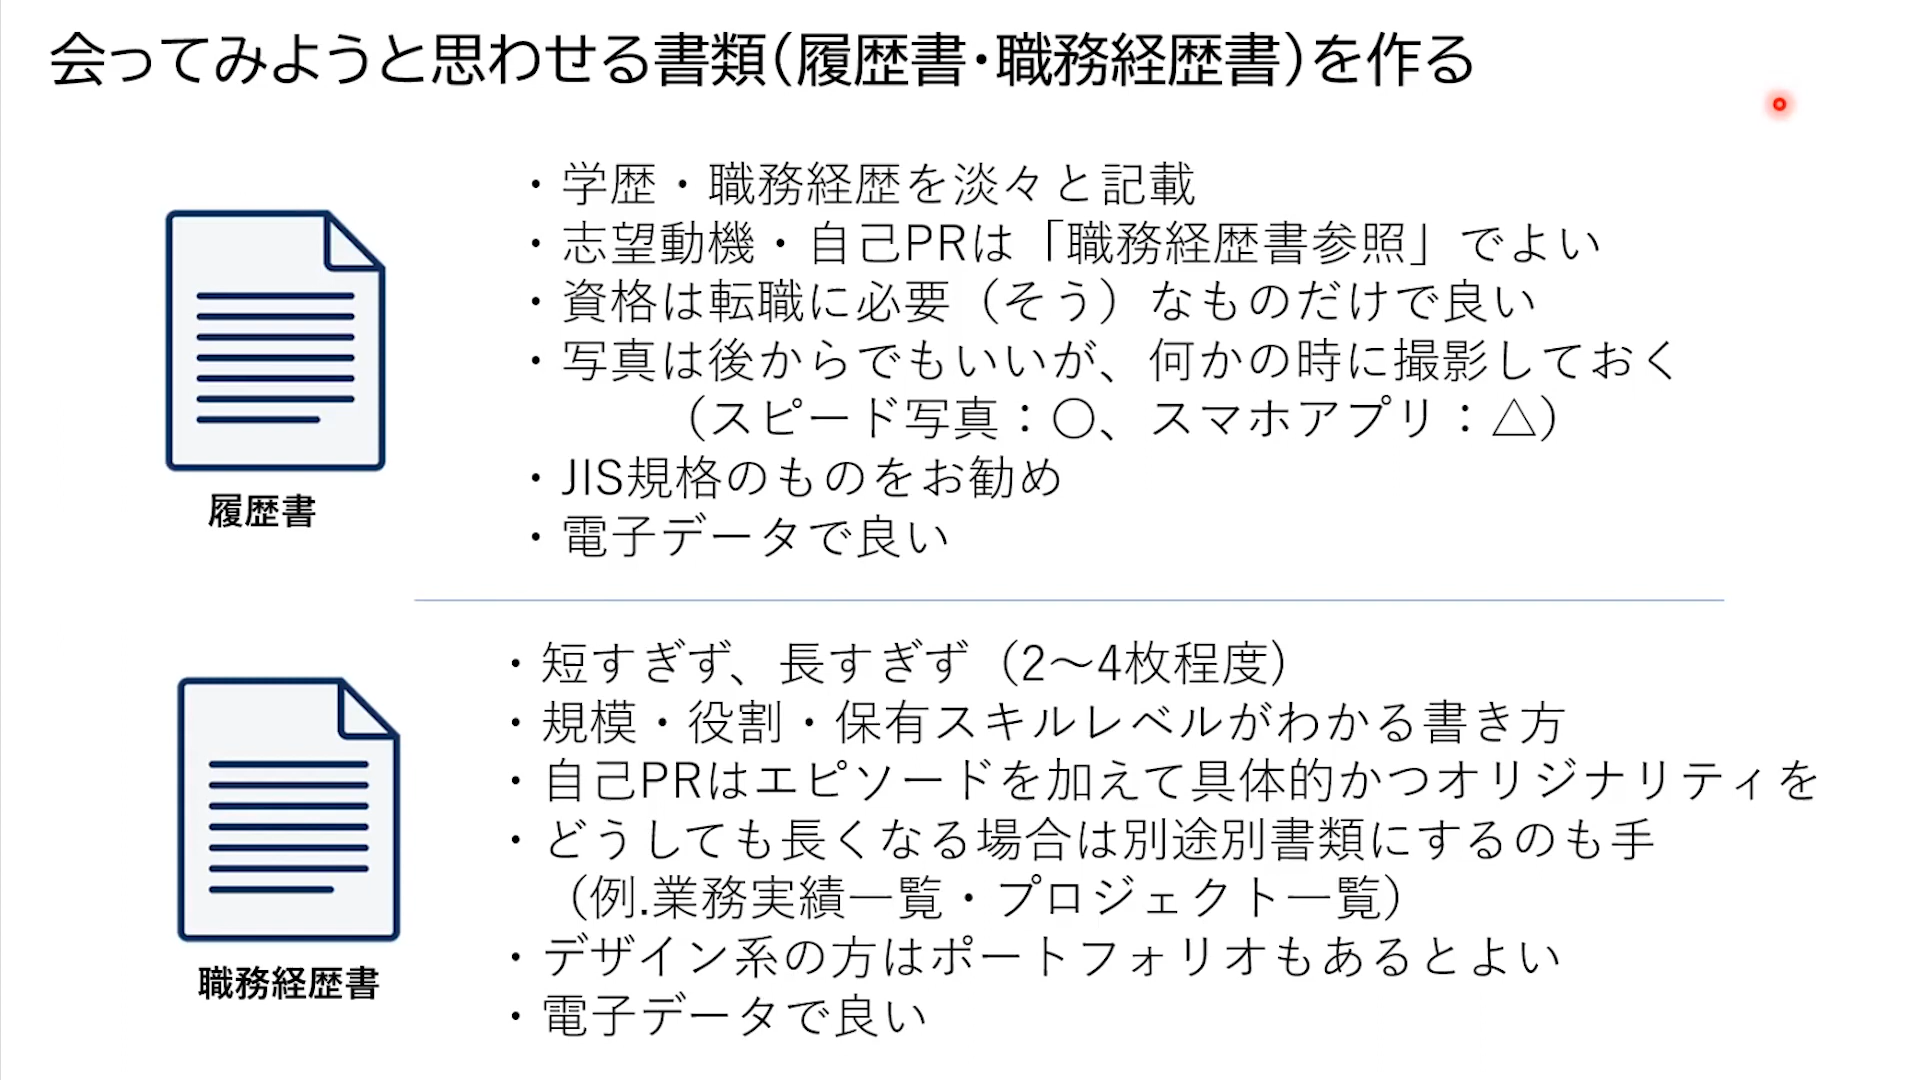 会ってみようと思わせる書類(履歴書・職務経歴書)を作る
・学歴・職務経歴を淡々と記載
・志望動機・自己PRは「職務経歴書参照」でよい
・資格は転職に必要（そう）なものだけで良い
・写真は後からでもいいが、何かの時に撮影しておく
（スピード写真：〇、スマホアプリ：△）
・JIS規格のものをお勧め
・電子データで良い
履歴書
・短すぎず、長すぎず（2～4枚程度）
・規模・役割・保有スキルレベルがわかる書き方
・自己PRはエピソードを加えて具体的かつオリジナリティを
・どうしても長くなる場合は別途別書類にするのも手
（例.業務実績一覧・プロジェクト一覧）
・デザイン系の方はポートフォリオもあるとよい
・電子データで良い
職務経歴書